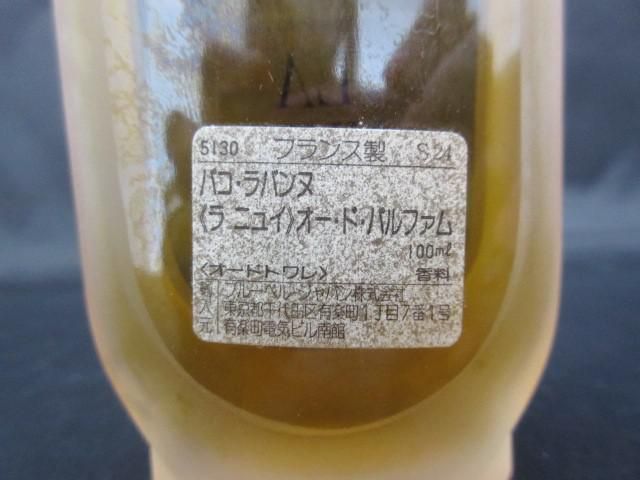 5130 フランス製 S24
パコ・ラバンヌ
〈ラ ニュイ〉オー・ド・パルファム
100mℓ
〈オードトワレ〉 香料
輸 ブルーベル・ジャパン株式会社
入 東京都千代田区有楽町1丁目7番1号
元 有楽町電気ビル南館